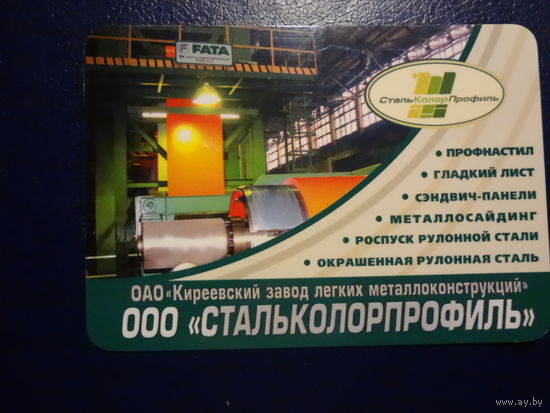 FATA
СтальКолорПрофиль
• ПРОФНАСТИЛ
• ГЛАДКИЙ ЛИСТ
• СЭНДВИЧ-ПАНЕЛИ
• МЕТАЛЛОСАЙДИНГ
• РОСПУСК РУЛОННОЙ СТАЛИ
• ОКРАШЕННАЯ РУЛОННАЯ СТАЛЬ
ОАО «Киреевский завод легких металлоконструкций»
ООО «СТАЛЬКОЛОРПРОФИЛЬ»
www.ay.by